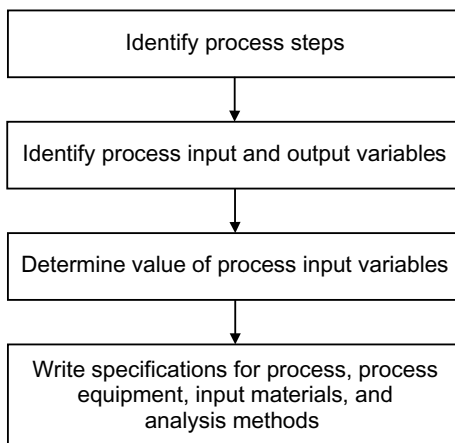 Identify process steps
Identify process input and output variables
Determine value of process input variables
Write specifications for process, process
equipment, input materials, and
analysis methods